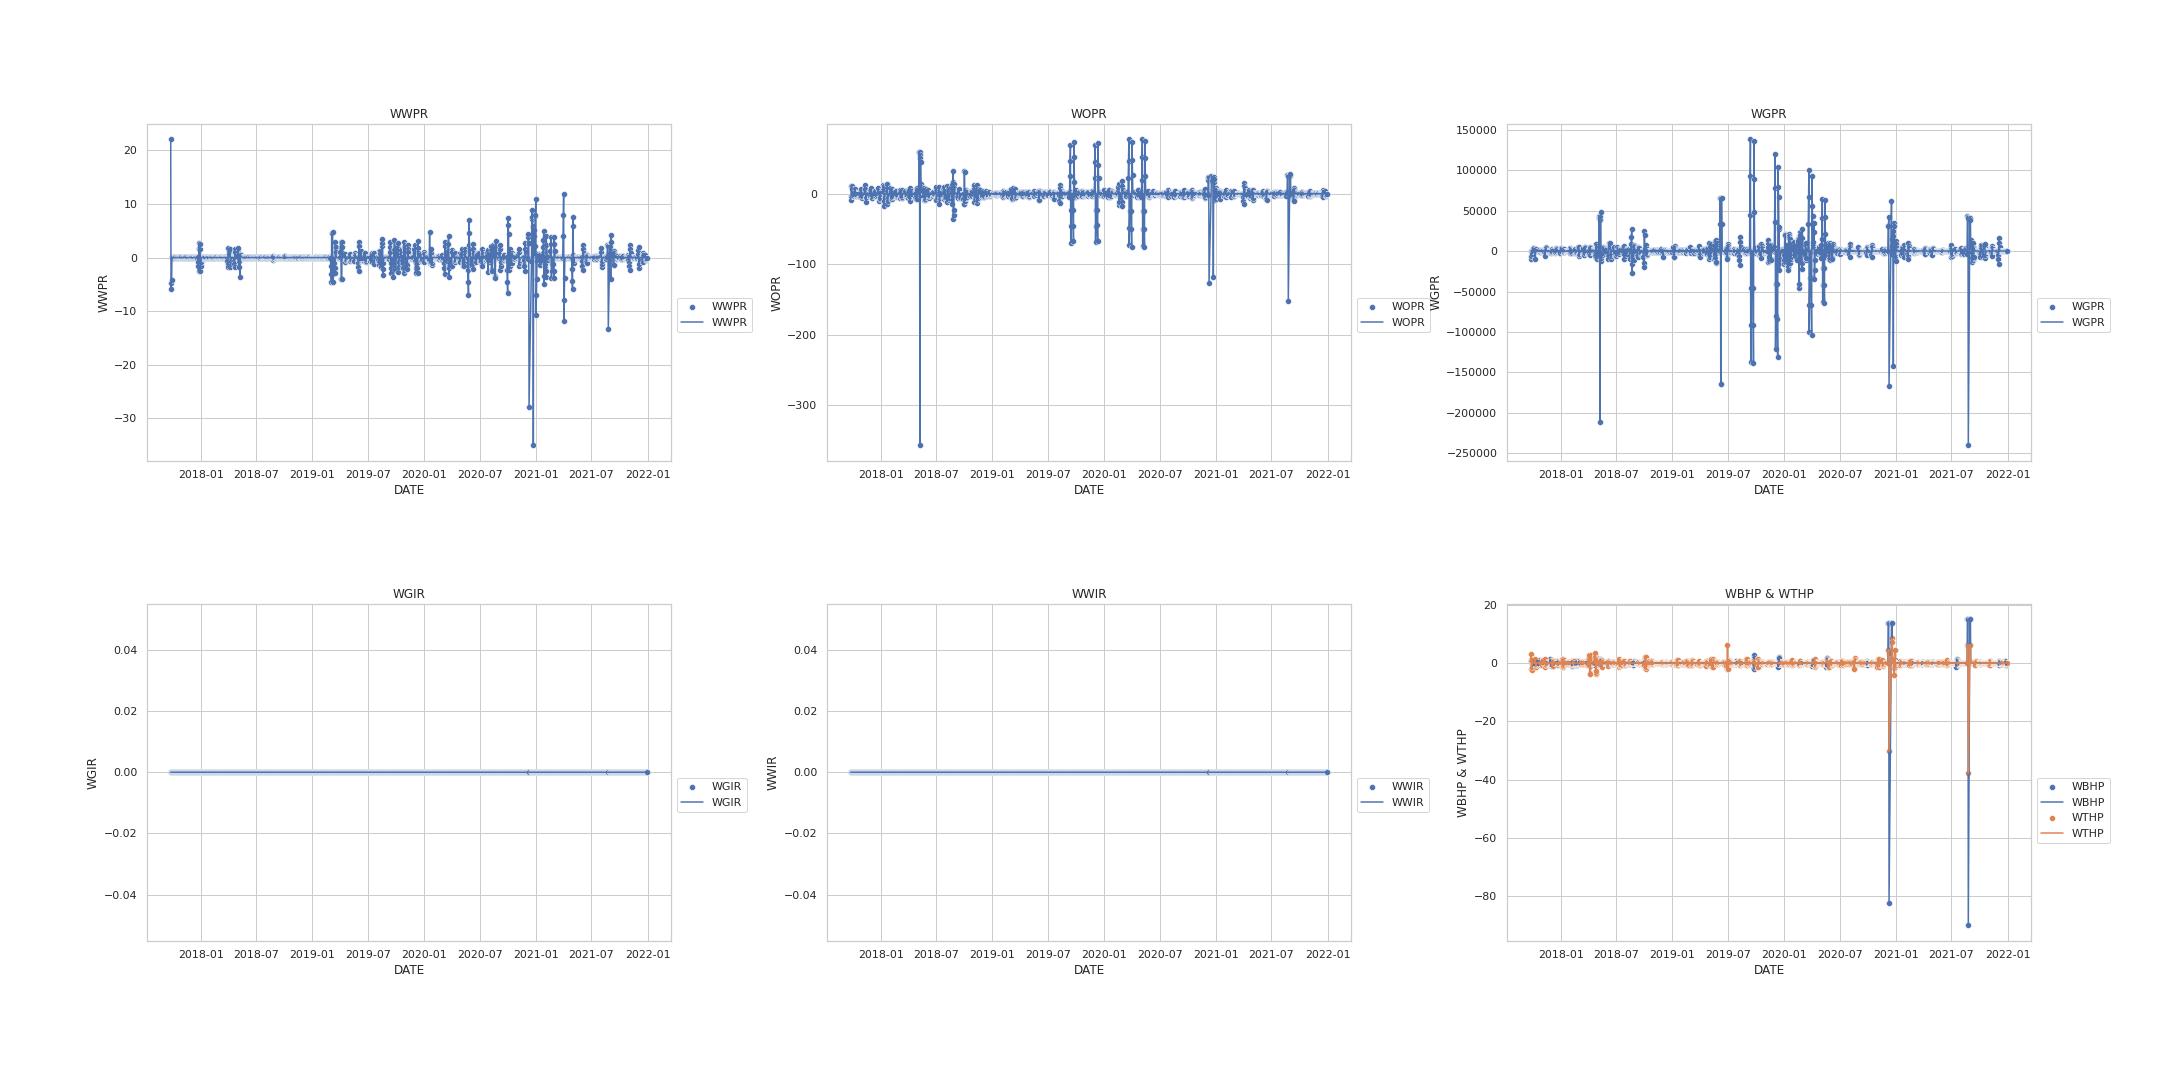 WWPR
20
10
0
−10
−20
−30
WWPR
2018-01 2018-07 2019-01 2019-07 2020-01 2020-07 2021-01 2021-07 2022-01
DATE
WWPR
WWPR
WOPR
0
−100
−200
−300
WOPR
2018-01 2018-07 2019-01 2019-07 2020-01 2020-07 2021-01 2021-07 2022-01
DATE
WOPR
WOPR
WGPR
150000
100000
50000
0
−50000
−100000
−150000
−200000
−250000
WGPR
2018-01 2018-07 2019-01 2019-07 2020-01 2020-07 2021-01 2021-07 2022-01
DATE
WGPR
WGPR
WGIR
0.04
0.02
0.00
−0.02
−0.04
WGIR
2018-01 2018-07 2019-01 2019-07 2020-01 2020-07 2021-01 2021-07 2022-01
DATE
WGIR
WGIR
WWIR
0.04
0.02
0.00
−0.02
−0.04
WWIR
2018-01 2018-07 2019-01 2019-07 2020-01 2020-07 2021-01 2021-07 2022-01
DATE
WWIR
WWIR
WBHP & WTHP
20
0
−20
−40
−60
−80
WBHP & WTHP
2018-01 2018-07 2019-01 2019-07 2020-01 2020-07 2021-01 2021-07 2022-01
DATE
WBHP
WBHP
WTHP
WTHP